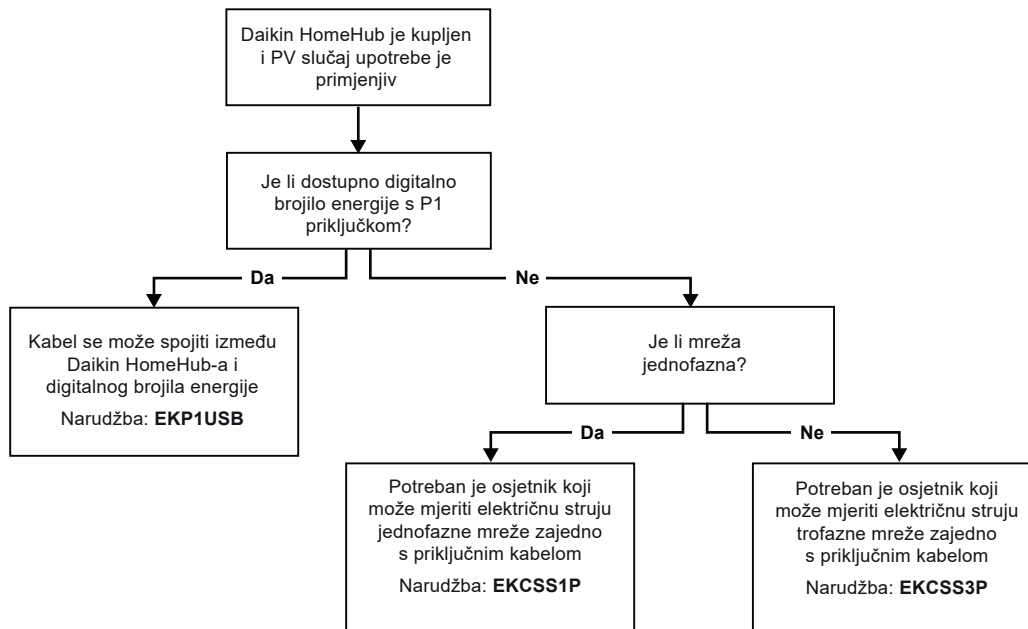 Daikin HomeHub je kupljen
i PV slučaj upotrebe je
primjenjiv
Je li dostupno digitalno
brojilo energije s P1
priključkom?
Da
Ne
Kabel se može spojiti između
Daikin HomeHub-a i
digitalnog brojila energije
Narudžba: EKP1USB
Je li mreža
jednofazna?
Da
Ne
Potreban je osjetnik koji
može mjeriti električnu struju
jednofazne mreže zajedno
s priključnim kabelom
Narudžba: EKCSS1P
Potreban je osjetnik koji
može mjeriti električnu struju
trofazne mreže zajedno
s priključnim kabelom
Narudžba: EKCSS3P